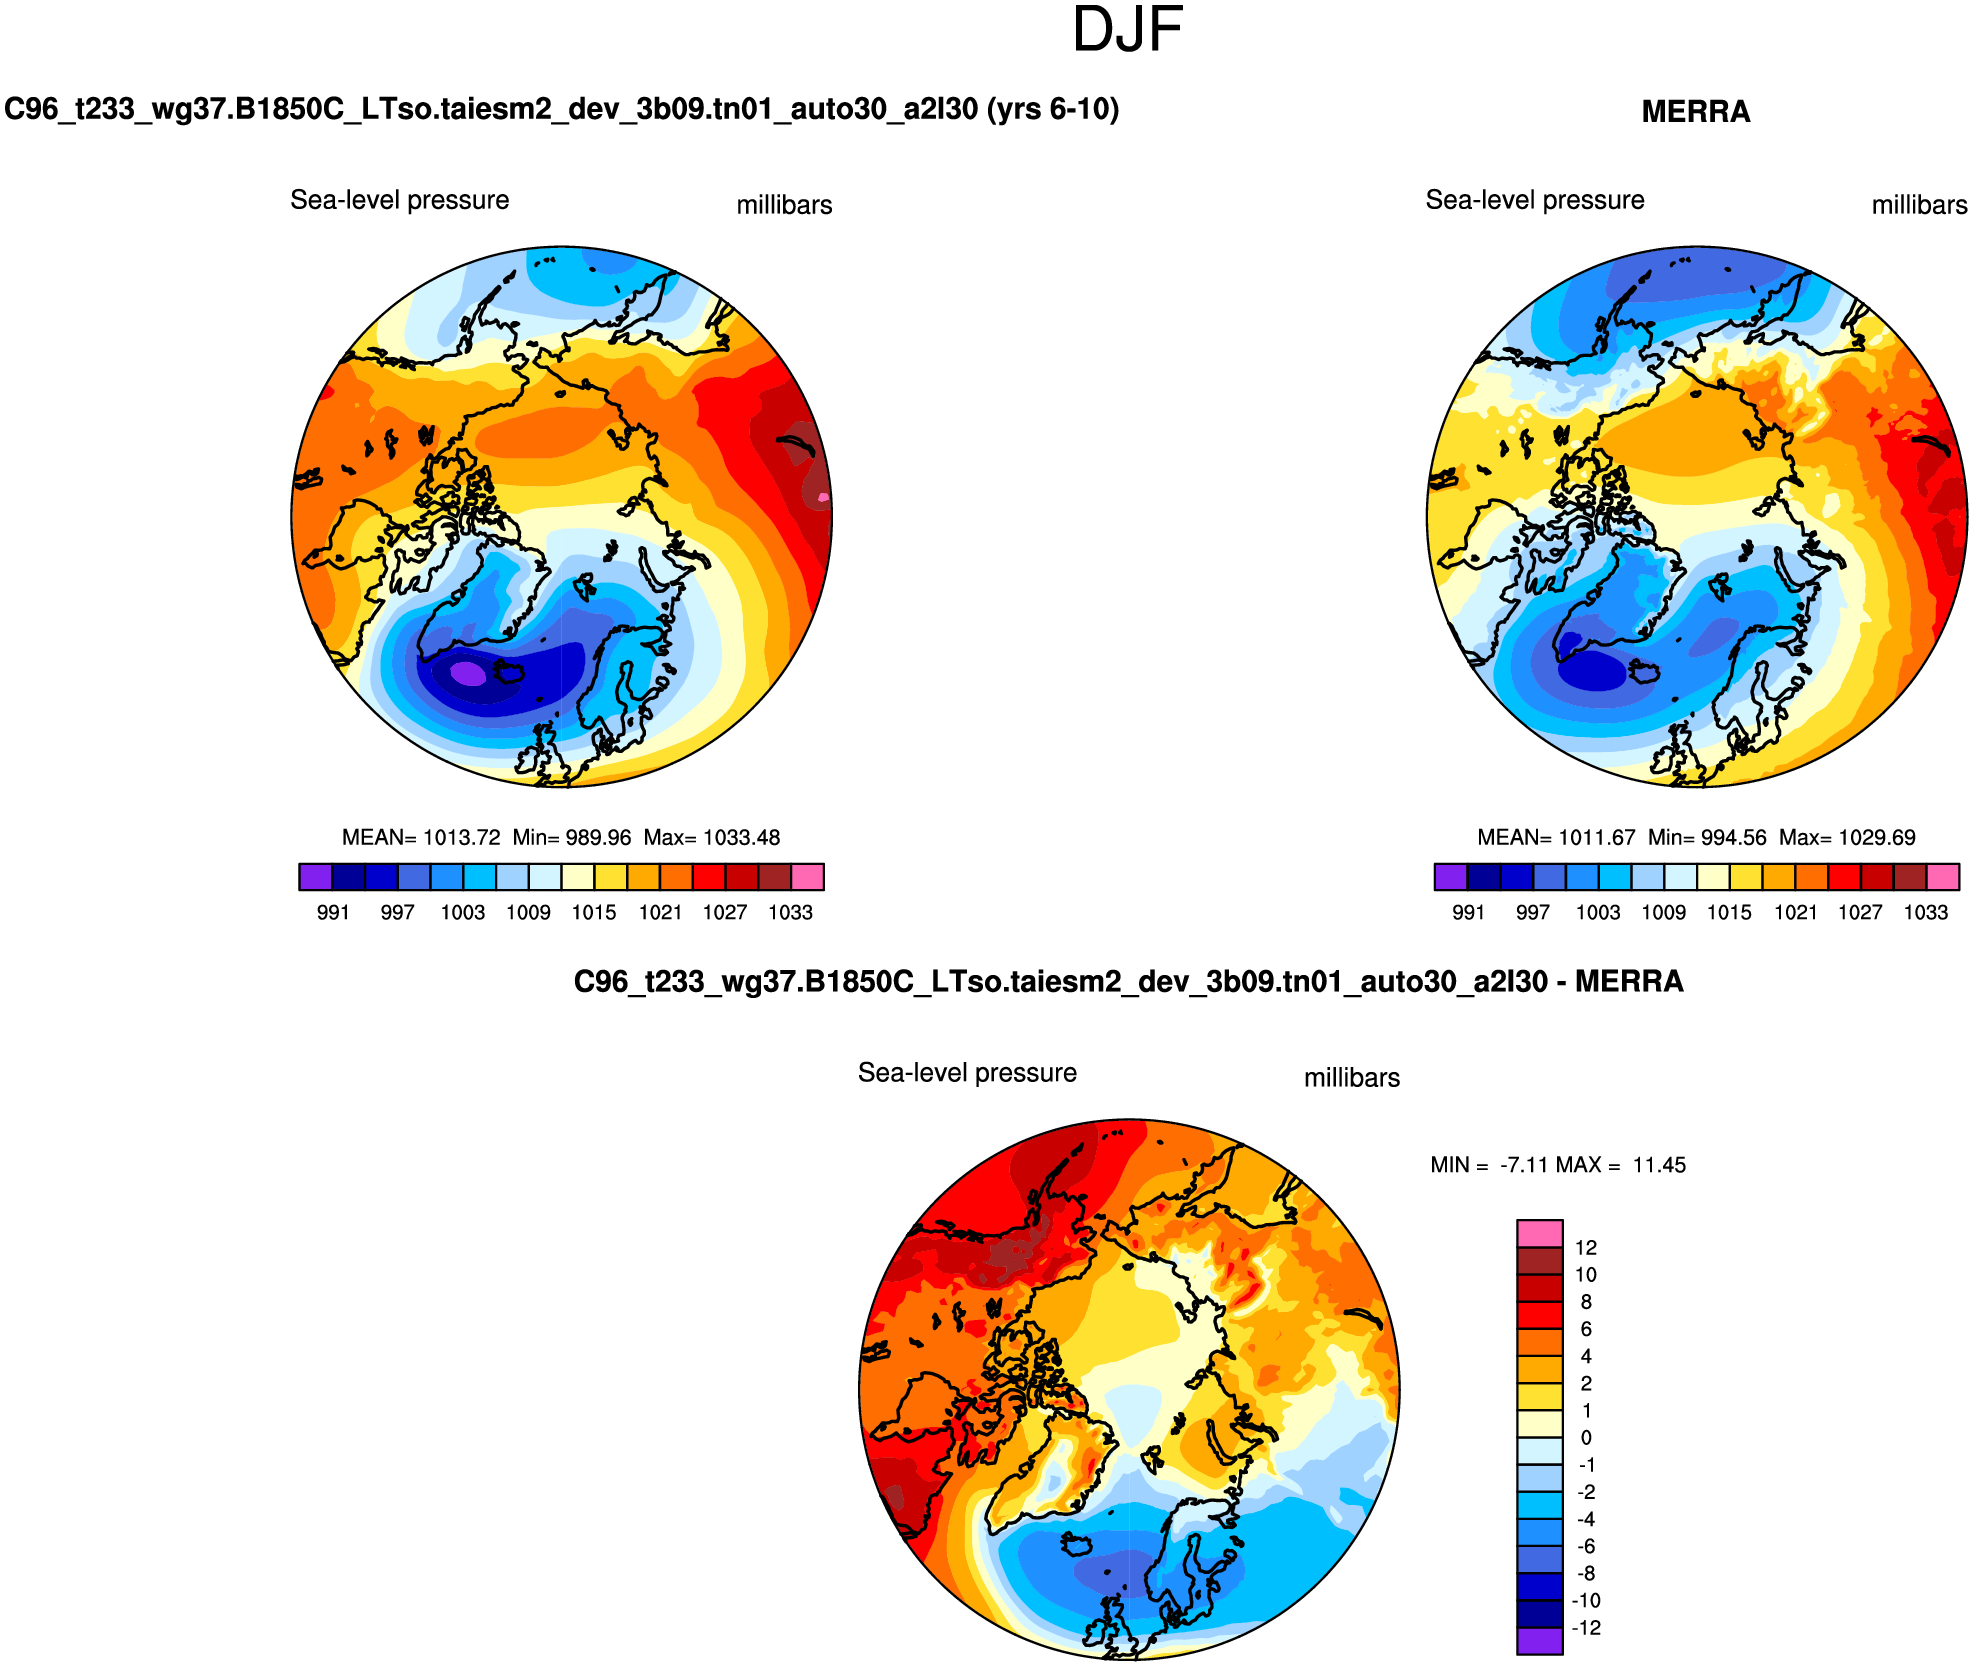 DJF
C96_t233_wg37.B1850C_LTso.taiesm2_dev_3b09.tn01_auto30_a2l30 (yrs 6-10)
MERRA
Sea-level pressure millibars
Sea-level pressure millibars
MEAN= 1013.72 Min= 989.96 Max= 1033.48
991 997 1003 1009 1015 1021 1027 1033
MEAN= 1011.67 Min= 994.56 Max= 1029.69
991 997 1003 1009 1015 1021 1027 1033
C96_t233_wg37.B1850C_LTso.taiesm2_dev_3b09.tn01_auto30_a2l30 - MERRA
Sea-level pressure millibars
MIN = -7.11 MAX = 11.45
12
10
8
6
4
2
1
0
-1
-2
-4
-6
-8
-10
-12